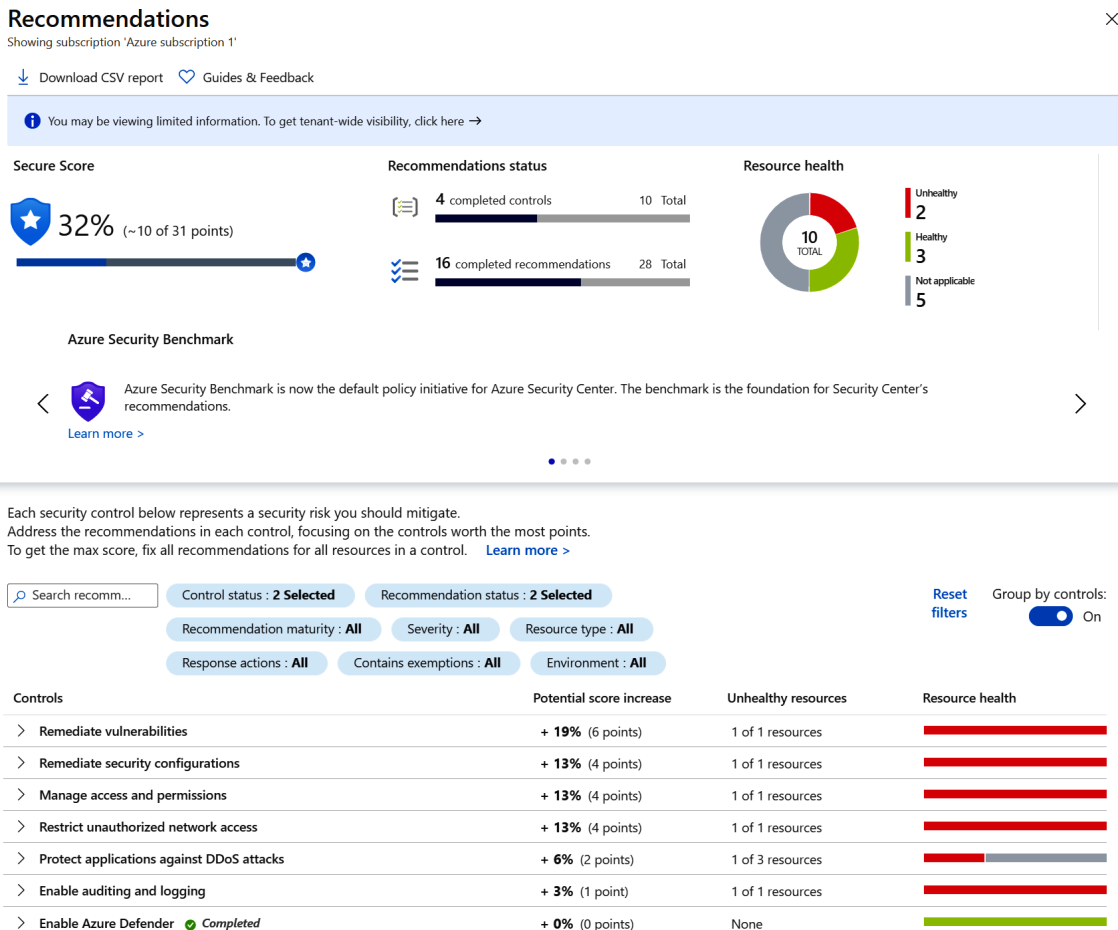 Recommendations
Showing subscription 'Azure subscription 1'
Download CSV report Guides & Feedback
You may be viewing limited information. To get tenant-wide visibility, click here →
Secure Score
32% (~10 of 31 points)
Recommendations status
4 completed controls 10 Total
16 completed recommendations 28 Total
Resource health
10
TOTAL
Unhealthy
2
Healthy
3
Not applicable
5
Azure Security Benchmark
Azure Security Benchmark is now the default policy initiative for Azure Security Center. The benchmark is the foundation for Security Center's
recommendations.
Learn more >
Each security control below represents a security risk you should mitigate.
Address the recommendations in each control, focusing on the controls worth the most points.
To get the max score, fix all recommendations for all resources in a control. Learn more >
Search recomm... Control status : 2 Selected Recommendation status : 2 Selected
Recommendation maturity : All Severity : All Resource type : All
Response actions : All Contains exemptions : All Environment : All
Reset
filters
Group by controls:
On
Controls Potential score increase Unhealthy resources Resource health
Remediate vulnerabilities + 19% (6 points) 1 of 1 resources
Remediate security configurations + 13% (4 points) 1 of 1 resources
Manage access and permissions + 13% (4 points) 1 of 1 resources
Restrict unauthorized network access + 13% (4 points) 1 of 1 resources
Protect applications against DDoS attacks + 6% (2 points) 1 of 3 resources
Enable auditing and logging + 3% (1 point) 1 of 1 resources
Enable Azure Defender Completed + 0% (0 points) None